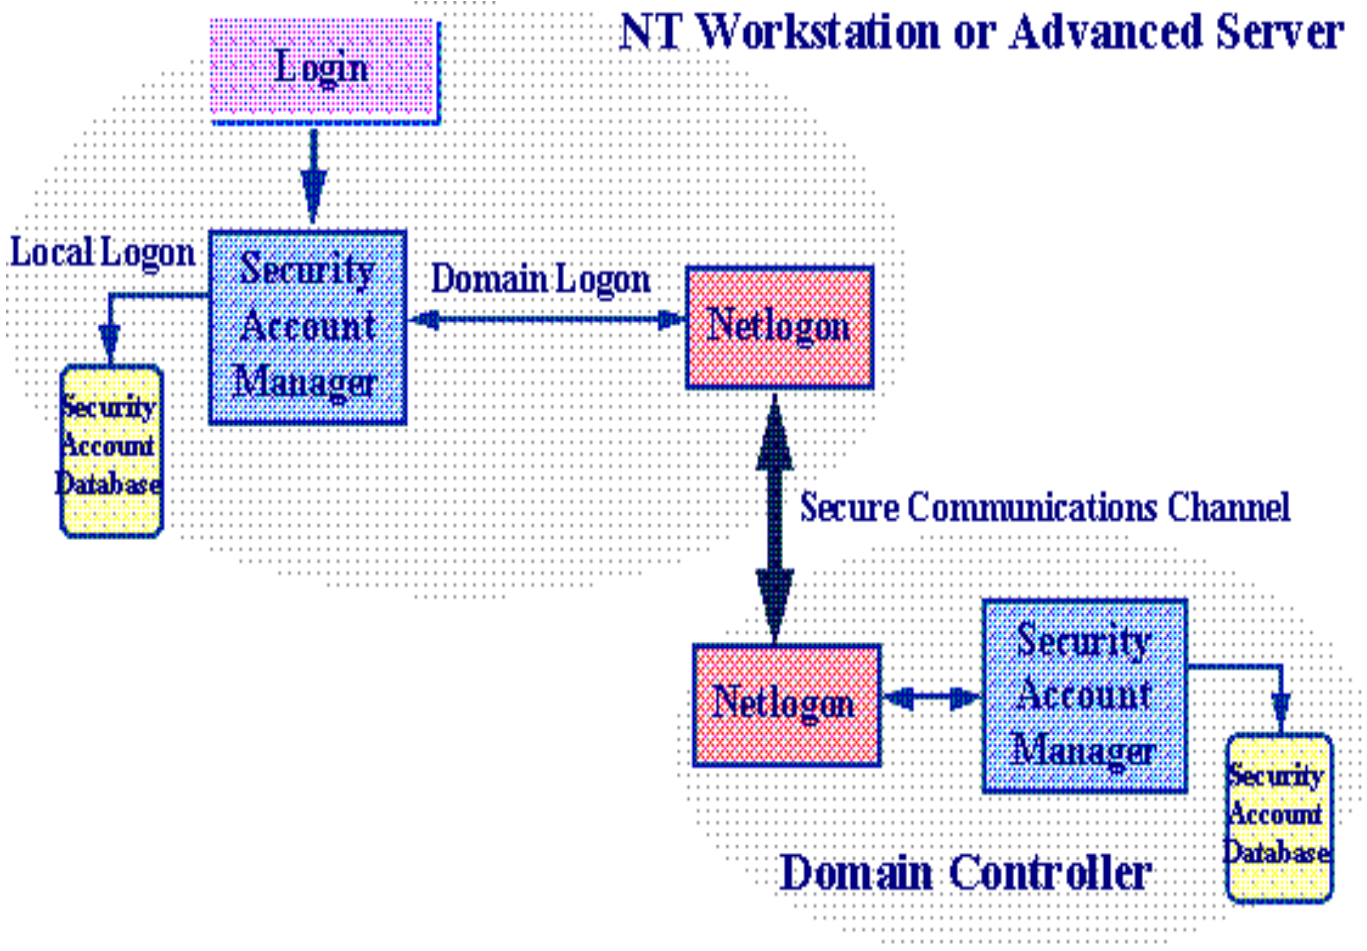 NT Workstation or Advanced Server
Login
Local Logon
Security
Account
Manager
Domain Logon
Netlogon
Security
Account
Database
Secure Communications Channel
Netlogon
Security
Account
Manager
Security
Account
Database
Domain Controller